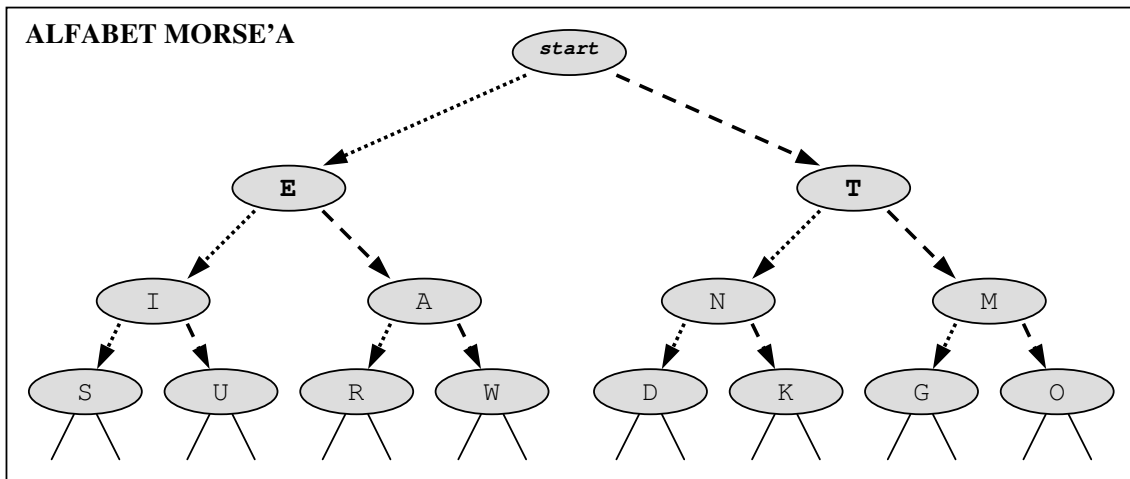 ALFABET MORSE’A
start
E T
I A N M
S U R W D K G O